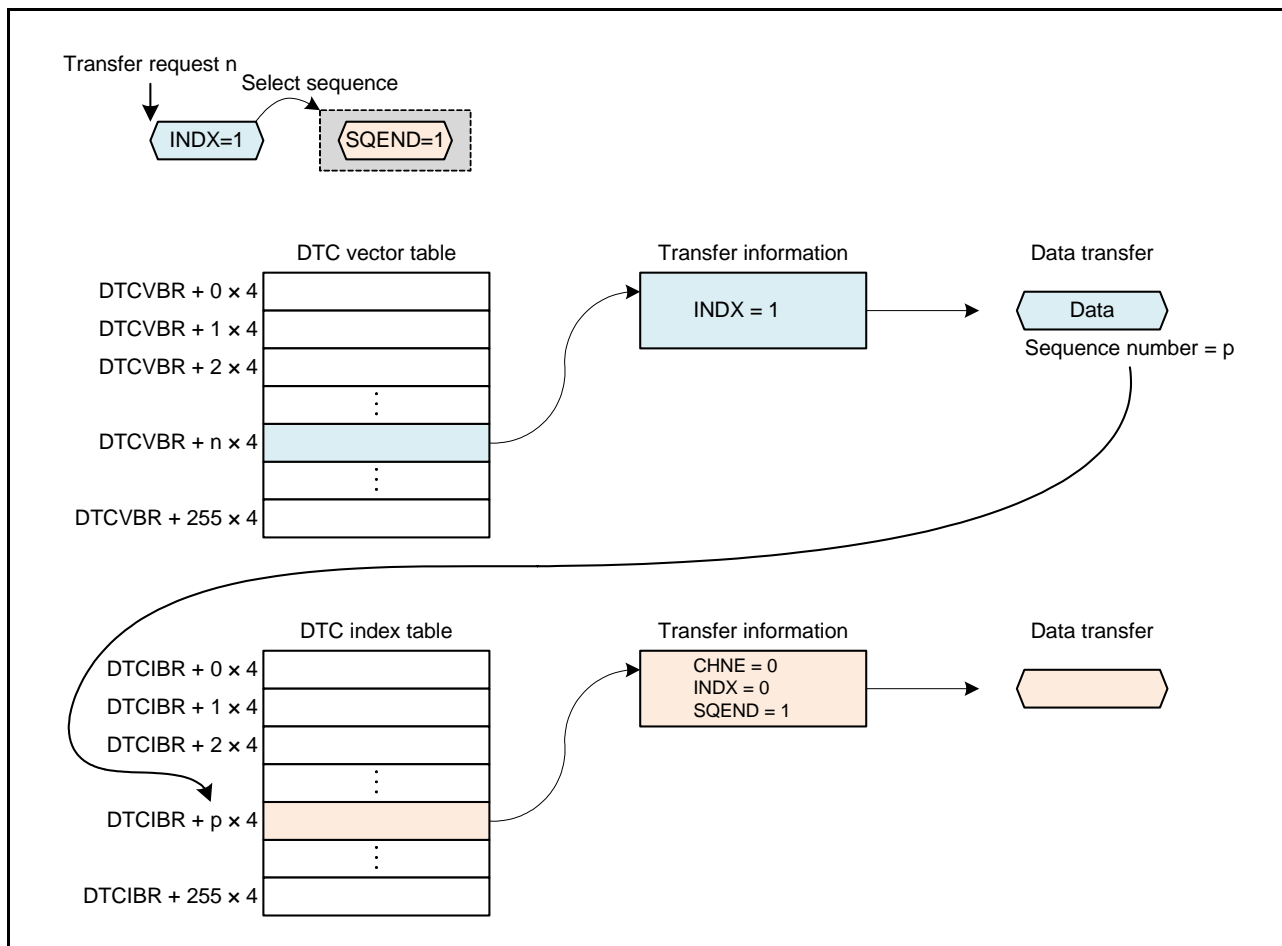 Transfer request n
Select sequence
INDX=1
SQEND=1
DTC vector table
Transfer information
Data transfer
DTCVBR + 0 × 4
DTCVBR + 1 × 4
DTCVBR + 2 × 4
DTCVBR + n × 4
DTCVBR + 255 × 4
INDX = 1
Data
Sequence number = p
DTC index table
Transfer information
Data transfer
DTCIBR + 0 × 4
DTCIBR + 1 × 4
DTCIBR + 2 × 4
DTCIBR + p × 4
DTCIBR + 255 × 4
CHNE = 0
INDX = 0
SQEND = 1